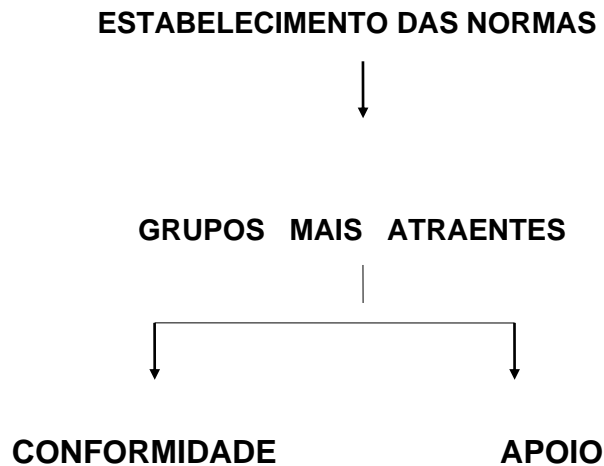 ESTABELECIMENTO DAS NORMAS
GRUPOS MAIS ATRAENTES
CONFORMIDADE APOIO